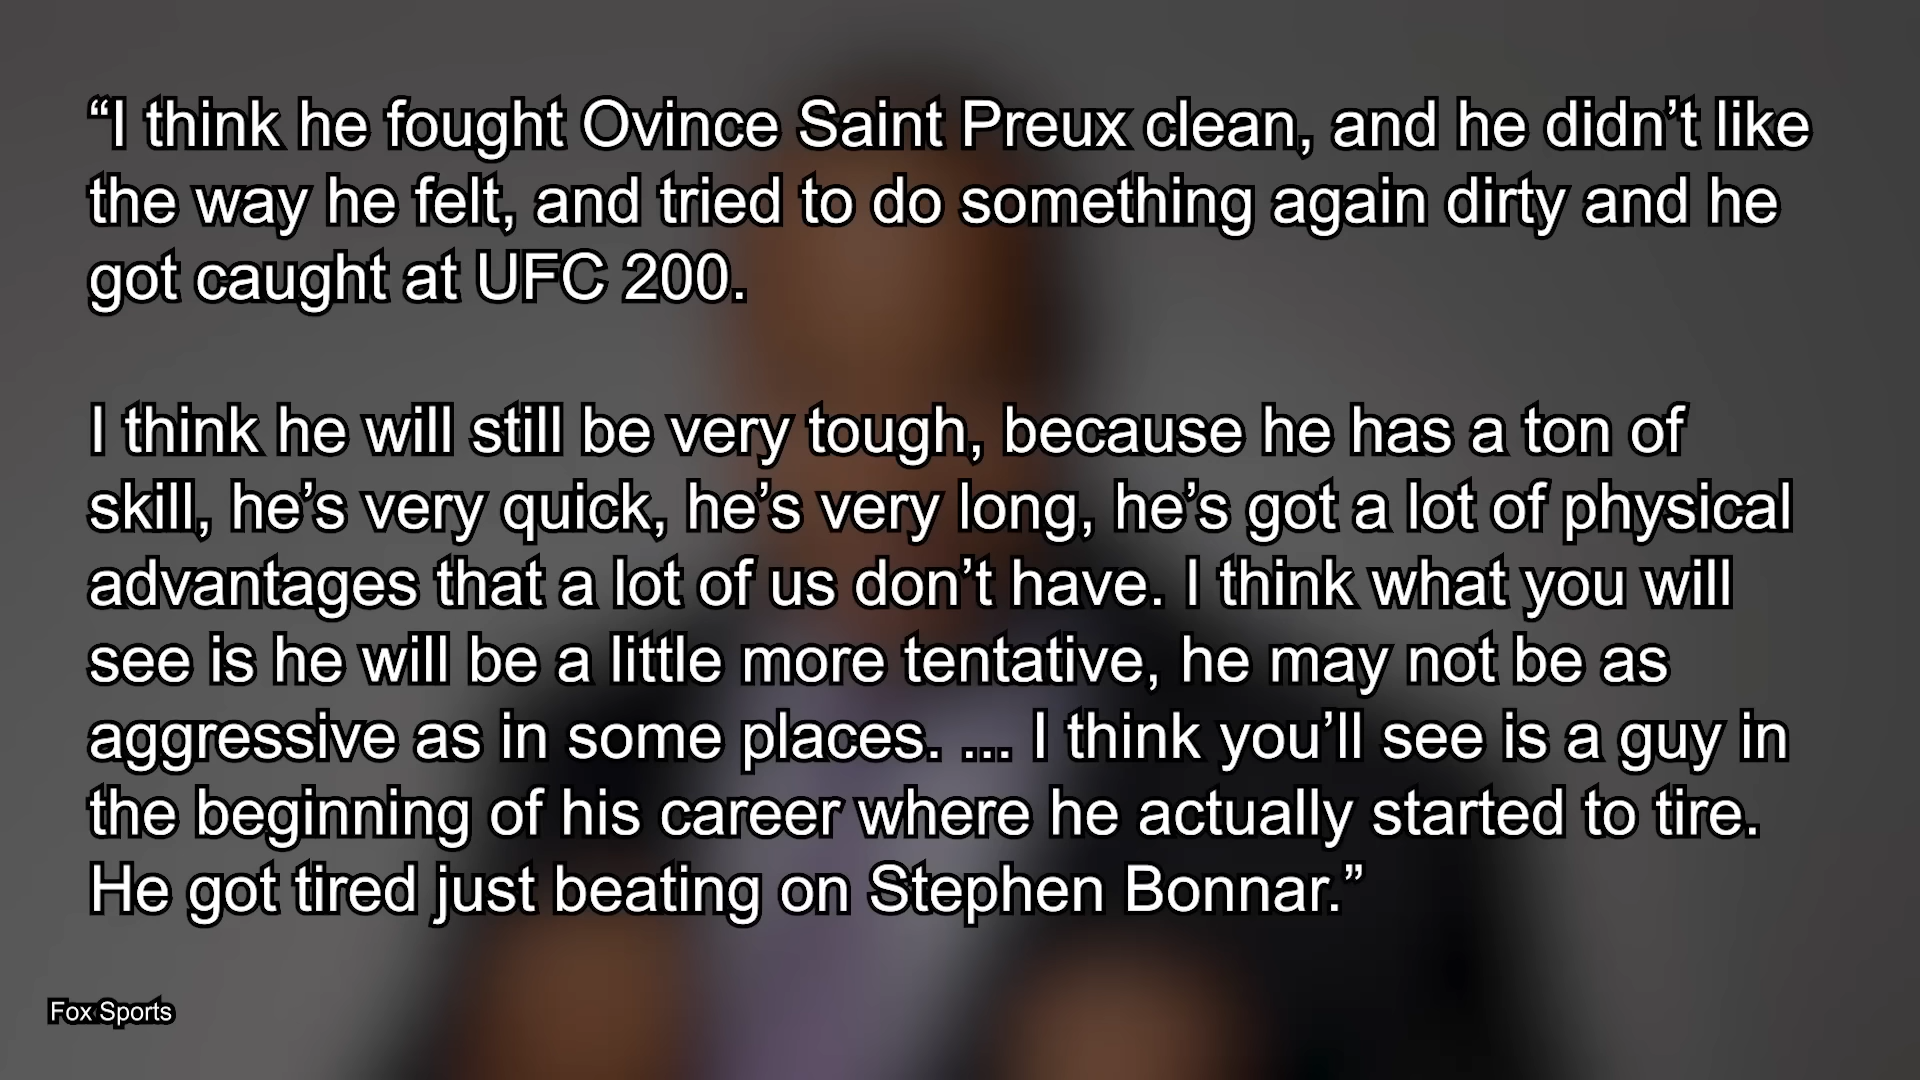 “I think he fought Ovince Saint Preux clean, and he didn’t like
the way he felt, and tried to do something again dirty and he
got caught at UFC 200.
I think he will still be very tough, because he has a ton of
skill, he’s very quick, he’s very long, he’s got a lot of physical
advantages that a lot of us don’t have. I think what you will
see is he will be a little more tentative, he may not be as
aggressive as in some places. ... I think you’ll see is a guy in
the beginning of his career where he actually started to tire.
He got tired just beating on Stephen Bonnar.”
Fox Sports